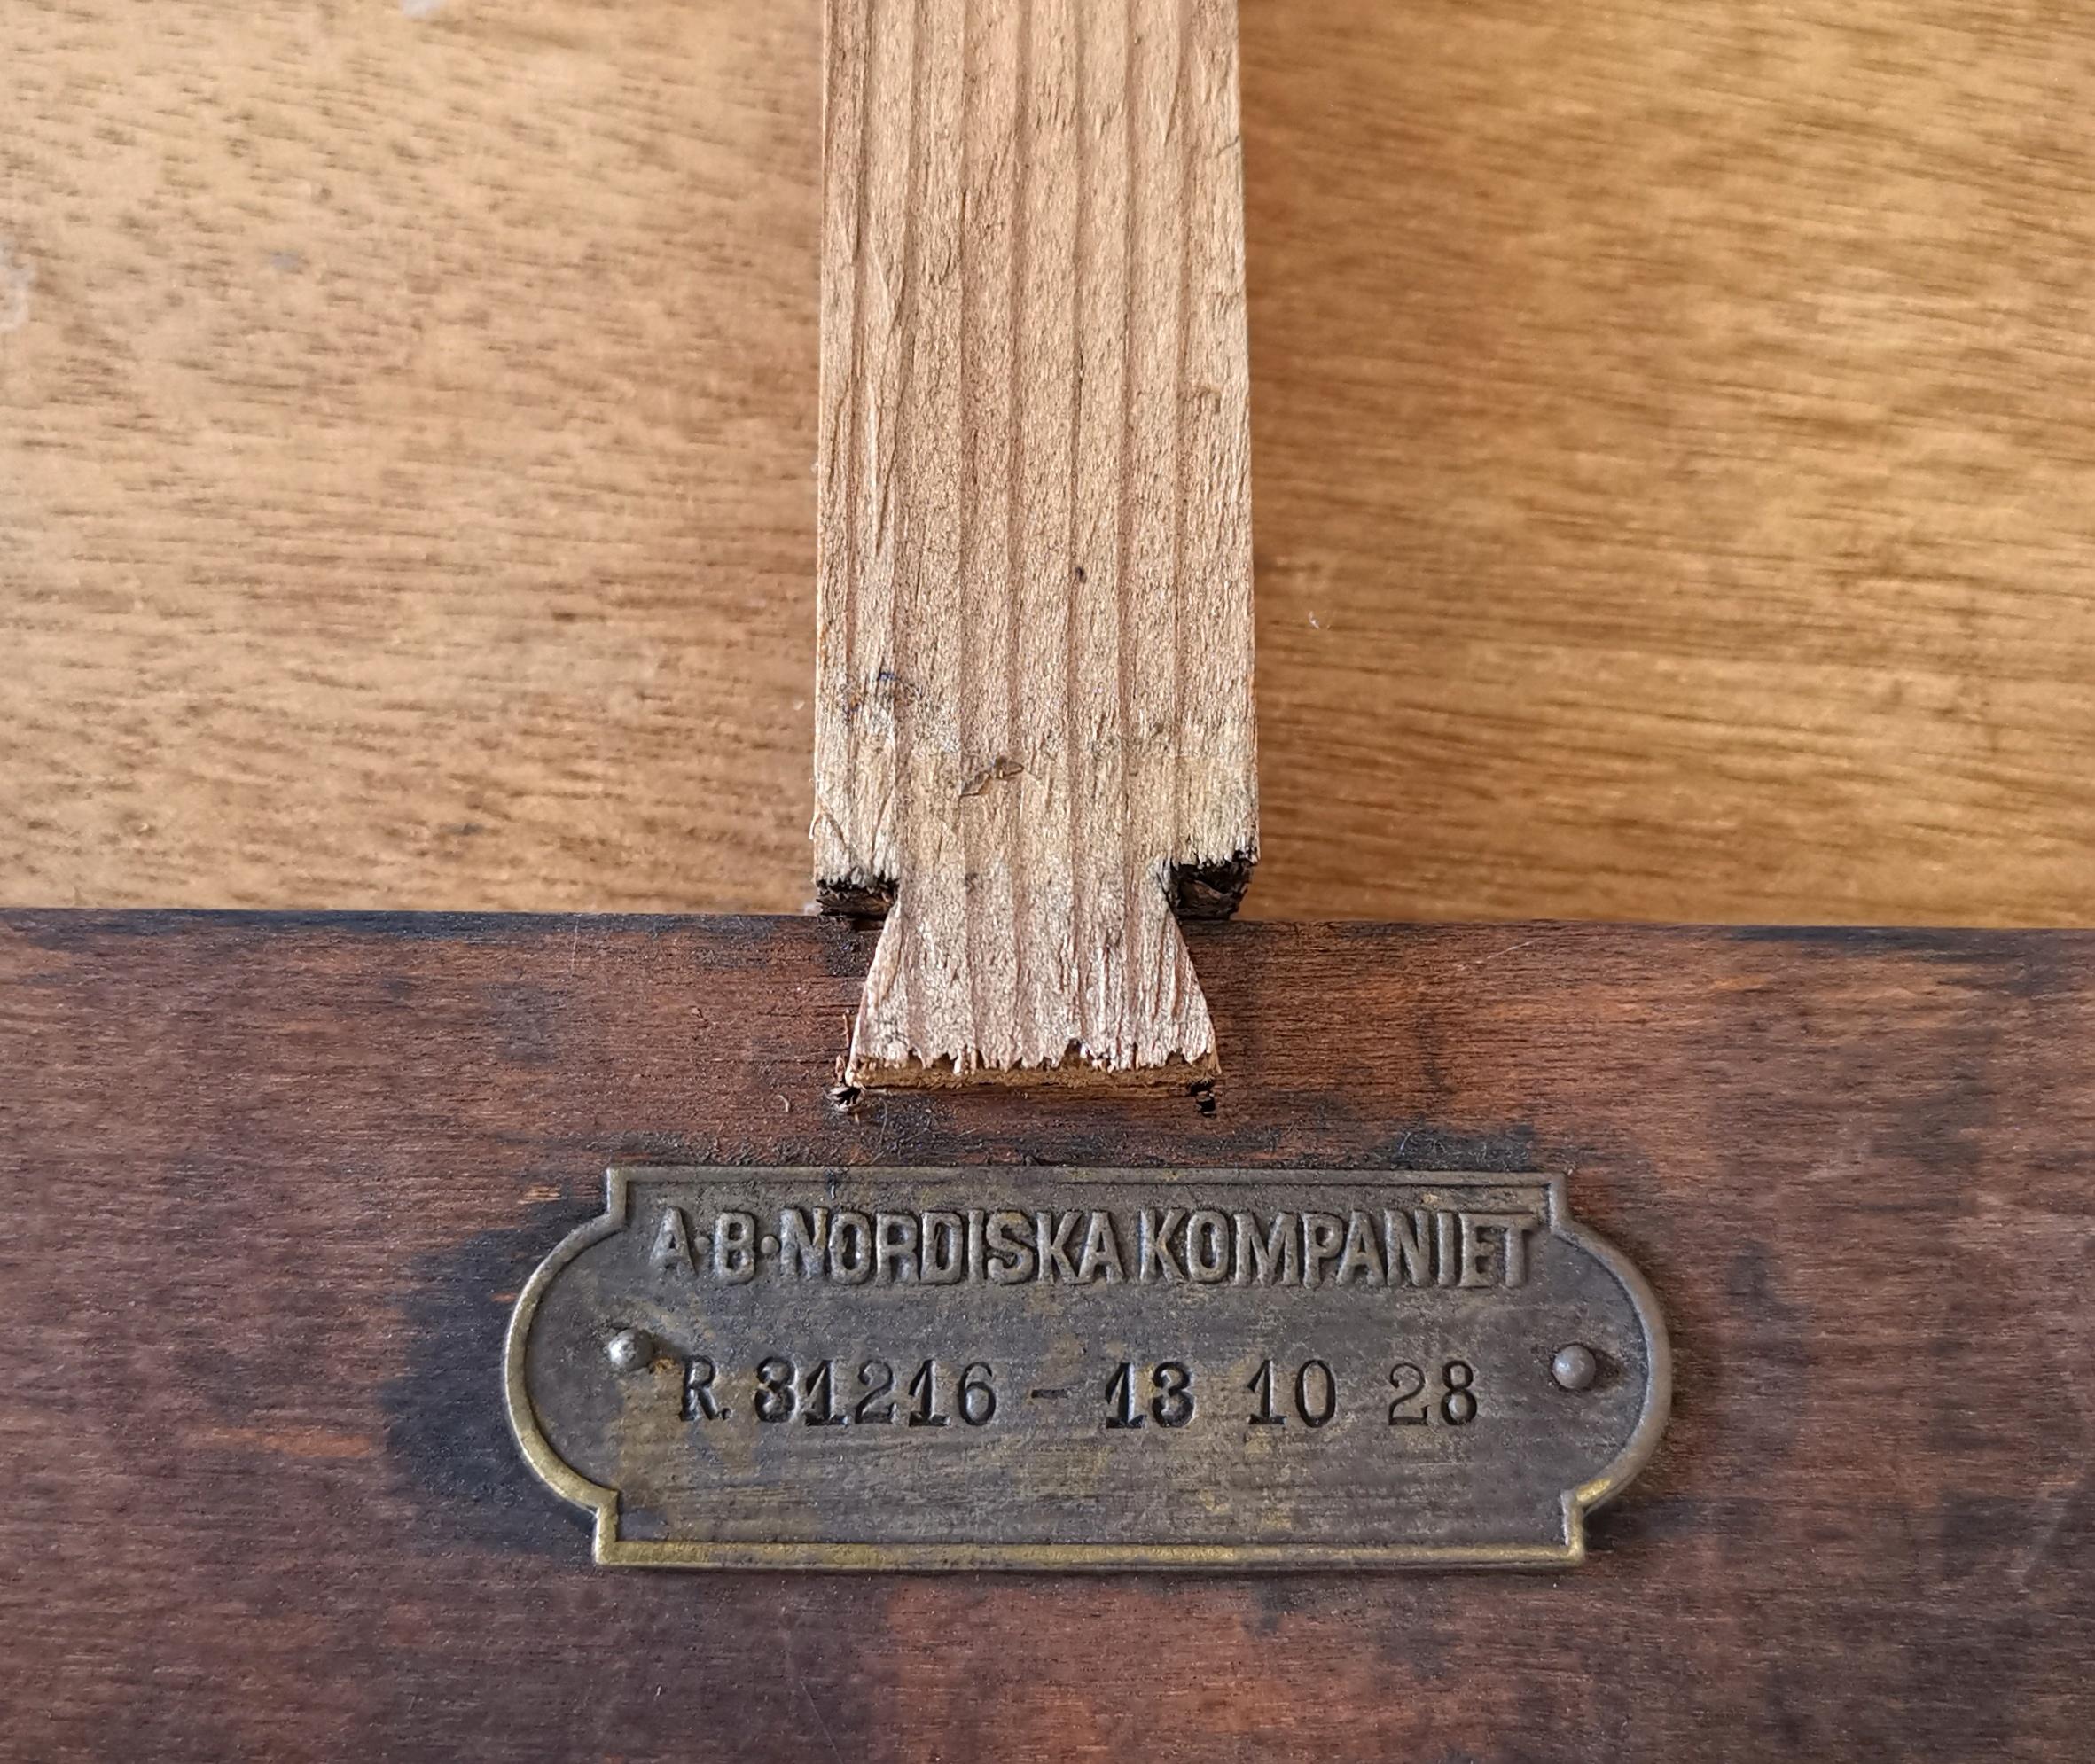 A·B·NORDISKA KOMPANIET
R. 31216 - 13 10 28